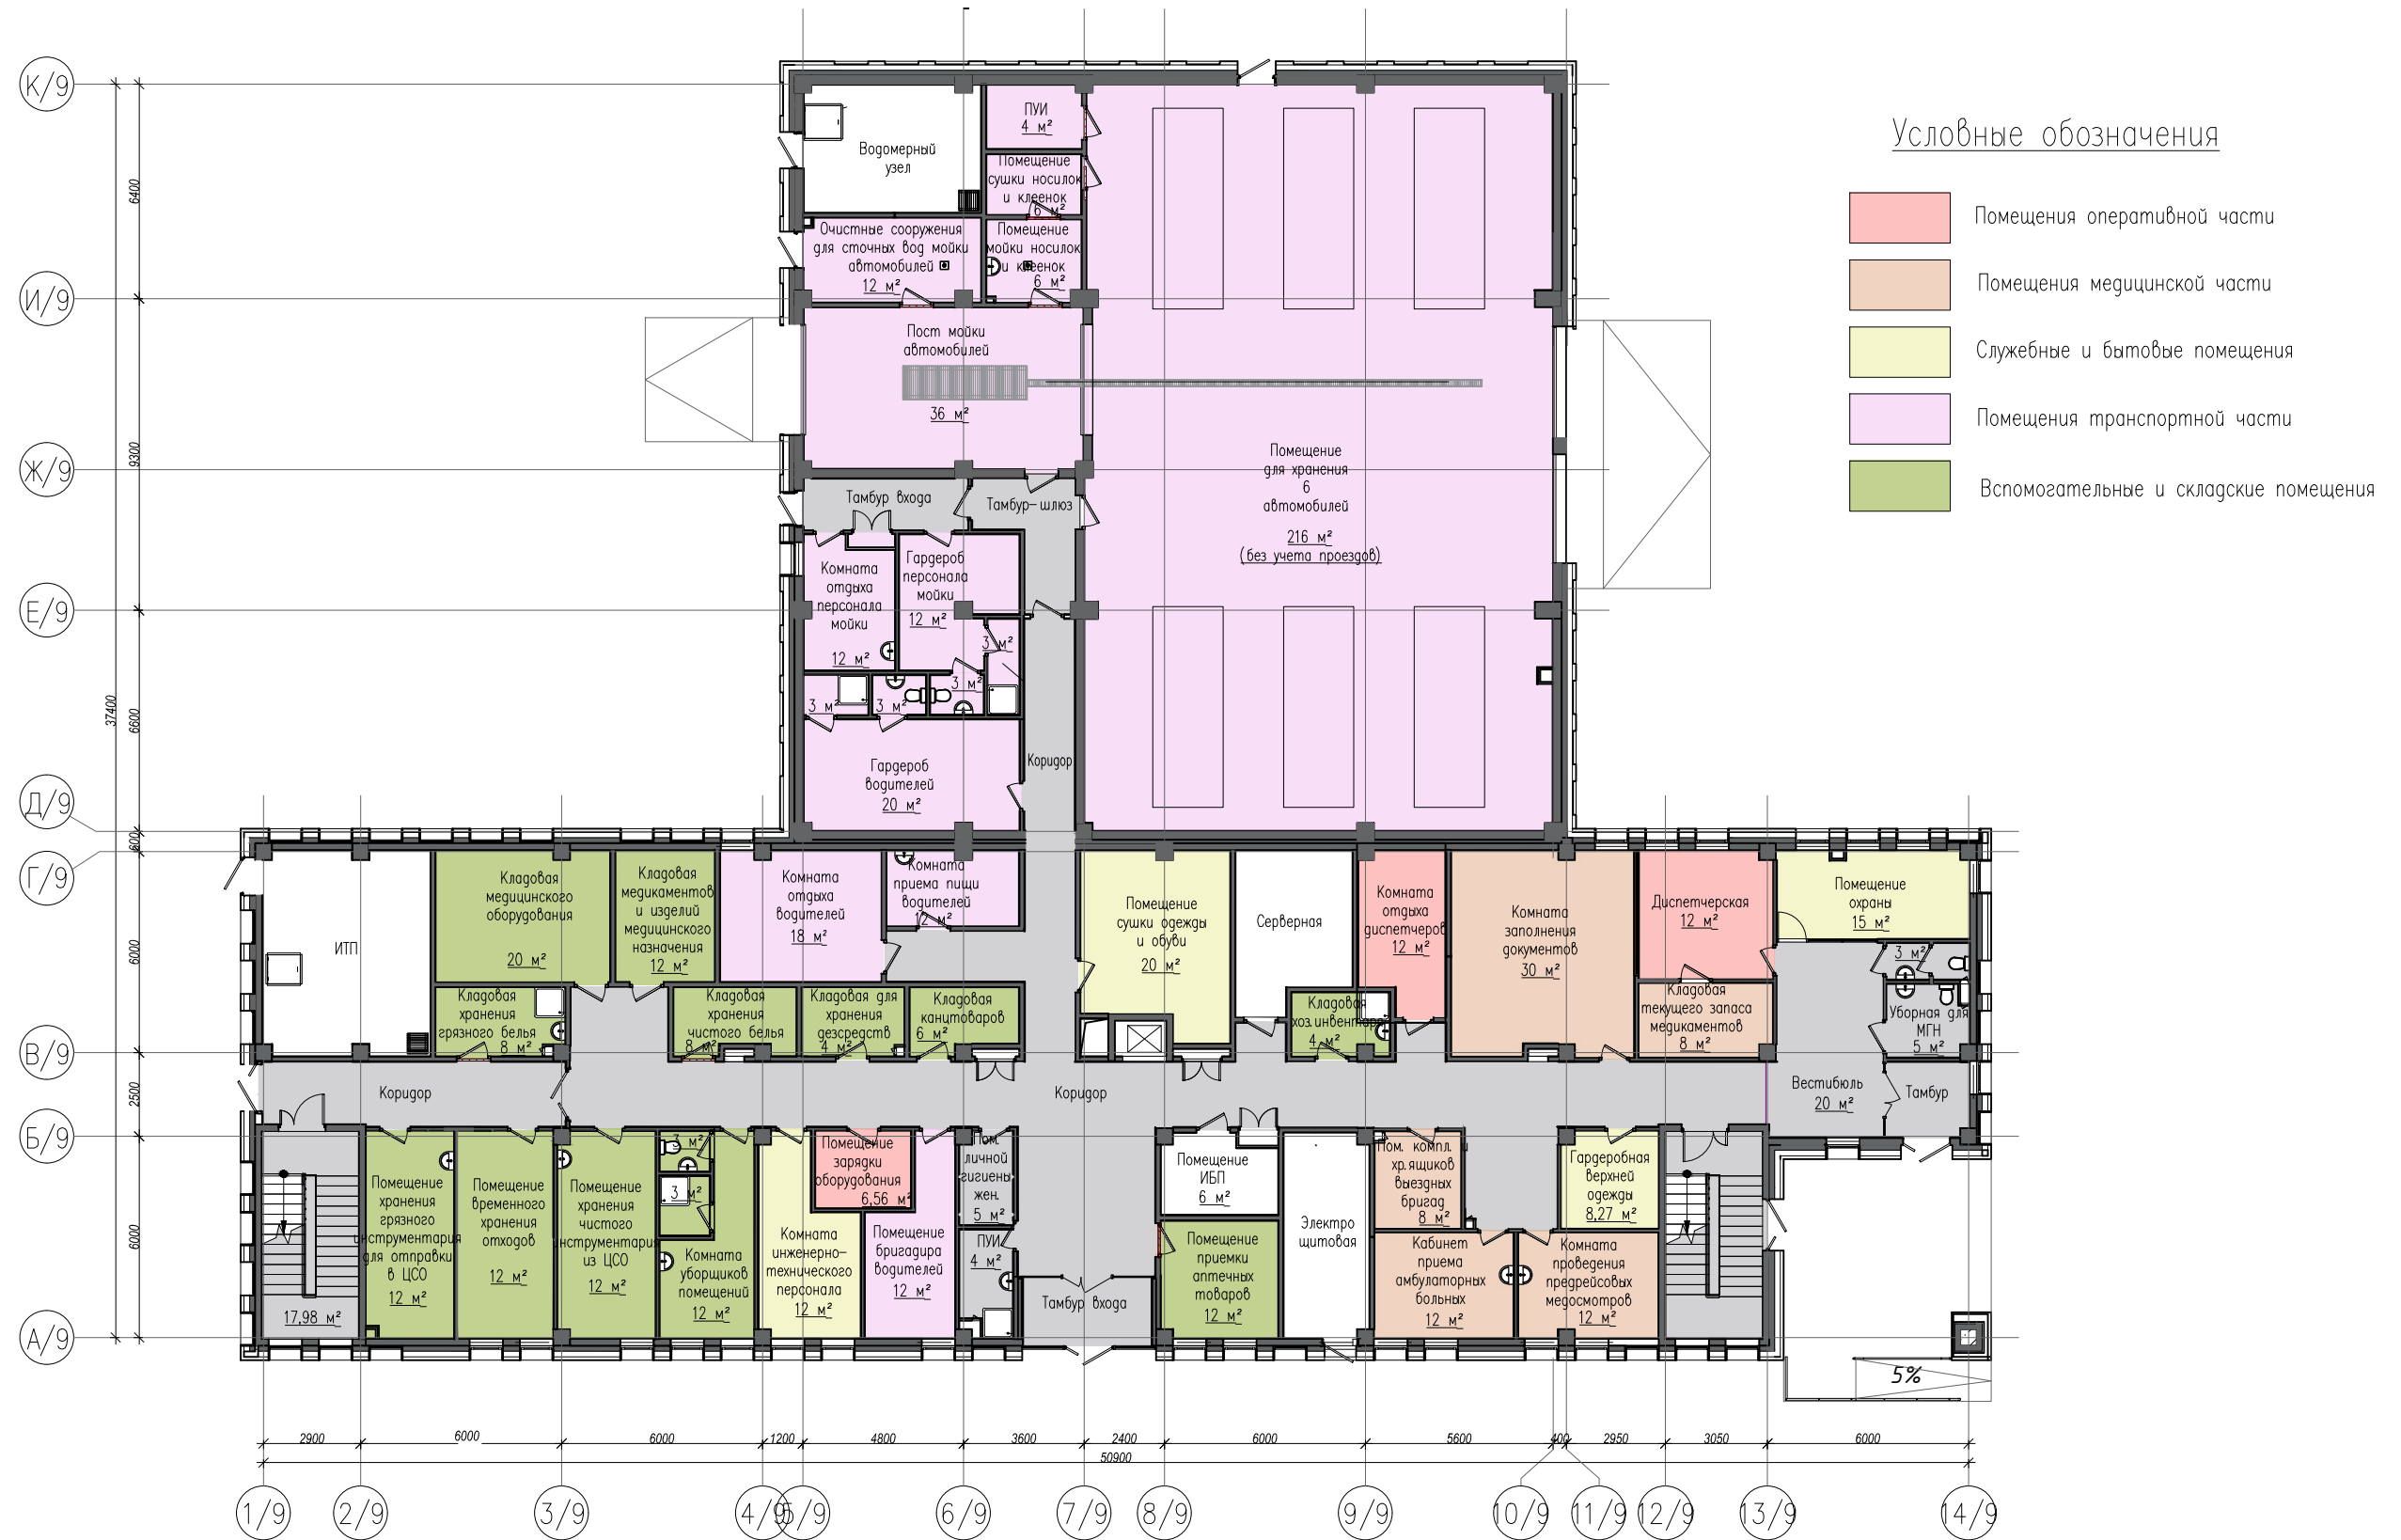 К/9
И/9
Ж/9
Е/9
Д/9
Г/9
В/9
Б/9
А/9
6400
9300
6600
600
6000
2500
6000
37400
Условные обозначения
Помещения оперативной части
Помещения медицинской части
Служебные и бытовые помещения
Помещения транспортной части
Вспомогательные и складские помещения
Водомерный
узел
ПУИ
4 м²
Помещение
сушки носилок
и клеенок
6 м²
Очистные сооружения
для сточных вод мойки
автомобилей
12 м²
Помещение
мойки носилок
и клеенок
6 м²
Пост мойки
автомобилей
36 м²
Помещение
для хранения
6
автомобилей
216 м²
(без учета проездов)
Тамбур входа
Тамбур-шлюз
Комната
отдыха
персонала
мойки
12 м²
Гардероб
персонала
мойки
12 м²
3 м²
3 м²
3 м²
3 м²
Гардероб
водителей
20 м²
Коридор
ИТП
Кладовая
медицинского
оборудования
20 м²
Кладовая
медикаментов
и изделий
медицинского
назначения
12 м²
Комната
отдыха
водителей
18 м²
Комната
приема пищи
водителей
12 м²
Помещение
сушки одежды
и обуви
20 м²
Серверная
Комната
отдыха
диспетчеров
12 м²
Комната
заполнения
документов
30 м²
Диспетчерская
12 м²
Помещение
охраны
15 м²
3 м²
Кладовая
хранения
грязного белья
8 м²
Кладовая
хранения
чистого белья
8 м²
Кладовая для
хранения
дезсредств
4 м²
Кладовая
канцтоваров
6 м²
Кладовая
хоз.инвентаря
4 м²
Кладовая
текущего запаса
медикаментов
8 м²
Уборная для
МГН
5 м²
Коридор
Коридор
Вестибюль
20 м²
Тамбур
17,98 м²
Помещение
хранения
грязного
инструментария
для отправки
в ЦСО
12 м²
Помещение
временного
хранения
отходов
12 м²
Помещение
хранения
чистого
инструментария
из ЦСО
12 м²
3 м²
3 м²
Комната
уборщиков
помещений
12 м²
Комната
инженерно-
технического
персонала
12 м²
Помещение
зарядки
оборудования
6,56 м²
Помещение
бригадира
водителей
12 м²
Пом.
личной
гигиены
жен.
5 м²
ПУИ
4 м²
Тамбур входа
Помещение
ИБП
6 м²
Помещение
приемки
аптечных
товаров
12 м²
Электро
щитовая
Пом. компл. и
хр.ящиков
выездных
бригад
8 м²
Кабинет
приема
амбулаторных
больных
12 м²
Комната
проведения
предрейсовых
медосмотров
12 м²
Гардеробная
верхней
одежды
8,27 м²
5%
2900
6000
6000
1200
4800
3600
2400
6000
5600
400
2950
3050
6000
50900
1/9
2/9
3/9
4/9
5/9
6/9
7/9
8/9
9/9
10/9
11/9
12/9
13/9
14/9